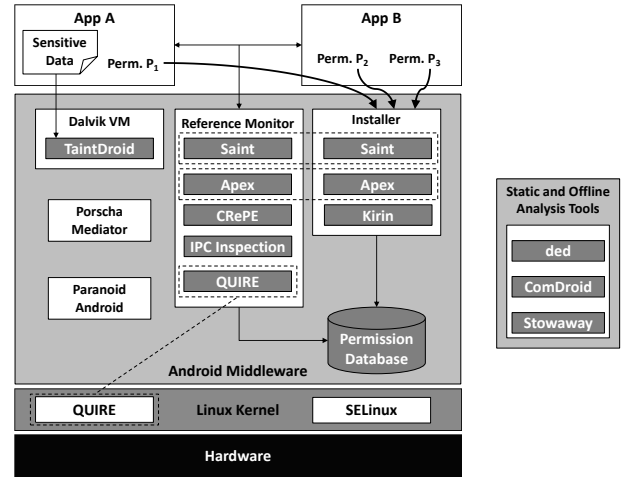 App A
App B
Sensitive
Data
Perm. P1
Perm. P2
Perm. P3
Dalvik VM
TaintDroid
Reference Monitor
Saint
Apex
CRePE
IPC Inspection
QUIRE
Installer
Saint
Apex
Kirin
Porscha
Mediator
Paranoid
Android
Permission
Database
Android Middleware
QUIRE
Linux Kernel
SELinux
Hardware
Static and Offline
Analysis Tools
ded
ComDroid
Stowaway